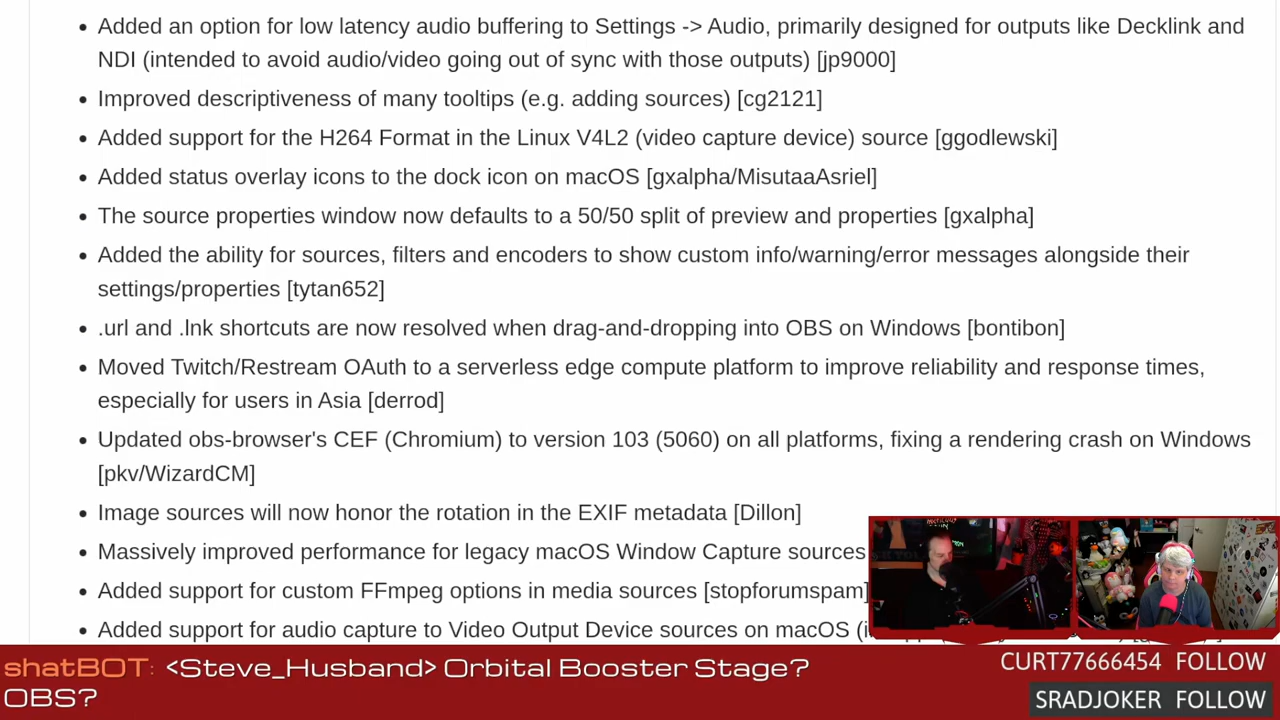 • Added an option for low latency audio buffering to Settings -> Audio, primarily designed for outputs like Decklink and
NDI (intended to avoid audio/video going out of sync with those outputs) [jp9000]
• Improved descriptiveness of many tooltips (e.g. adding sources) [cg2121]
• Added support for the H264 Format in the Linux V4L2 (video capture device) source [ggodlewski]
• Added status overlay icons to the dock icon on macOS [gxalpha/MisutaaAsriel]
• The source properties window now defaults to a 50/50 split of preview and properties [gxalpha]
• Added the ability for sources, filters and encoders to show custom info/warning/error messages alongside their
settings/properties [tytan652]
• .url and .lnk shortcuts are now resolved when drag-and-dropping into OBS on Windows [bontibon]
• Moved Twitch/Restream OAuth to a serverless edge compute platform to improve reliability and response times,
especially for users in Asia [derrod]
• Updated obs-browser's CEF (Chromium) to version 103 (5060) on all platforms, fixing a rendering crash on Windows
[pkv/WizardCM]
• Image sources will now honor the rotation in the EXIF metadata [Dillon]
• Massively improved performance for legacy macOS Window Capture sources
• Added support for custom FFmpeg options in media sources [stopforumspam]
• Added support for audio capture to Video Output Device sources on macOS
shatBOT: <Steve_Husband> Orbital Booster Stage?
OBS?
CURT77666454 FOLLOW
SRADJOKER FOLLOW